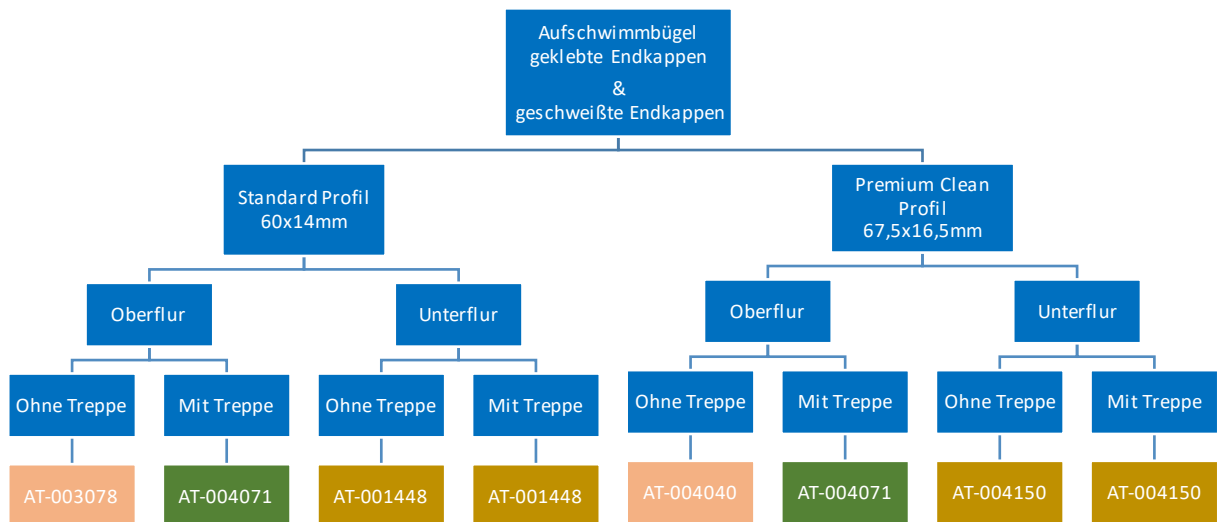 Aufschwimmbügel
geklebte Endkappen
&
geschweißte Endkappen
Standard Profil
60x14mm
Premium Clean
Profil
67,5x16,5mm
Oberflur
Unterflur
Oberflur
Unterflur
Ohne Treppe
Mit Treppe
Ohne Treppe
Mit Treppe
Ohne Treppe
Mit Treppe
Ohne Treppe
Mit Treppe
AT-003078
AT-004071
AT-001448
AT-001448
AT-004040
AT-004071
AT-004150
AT-004150